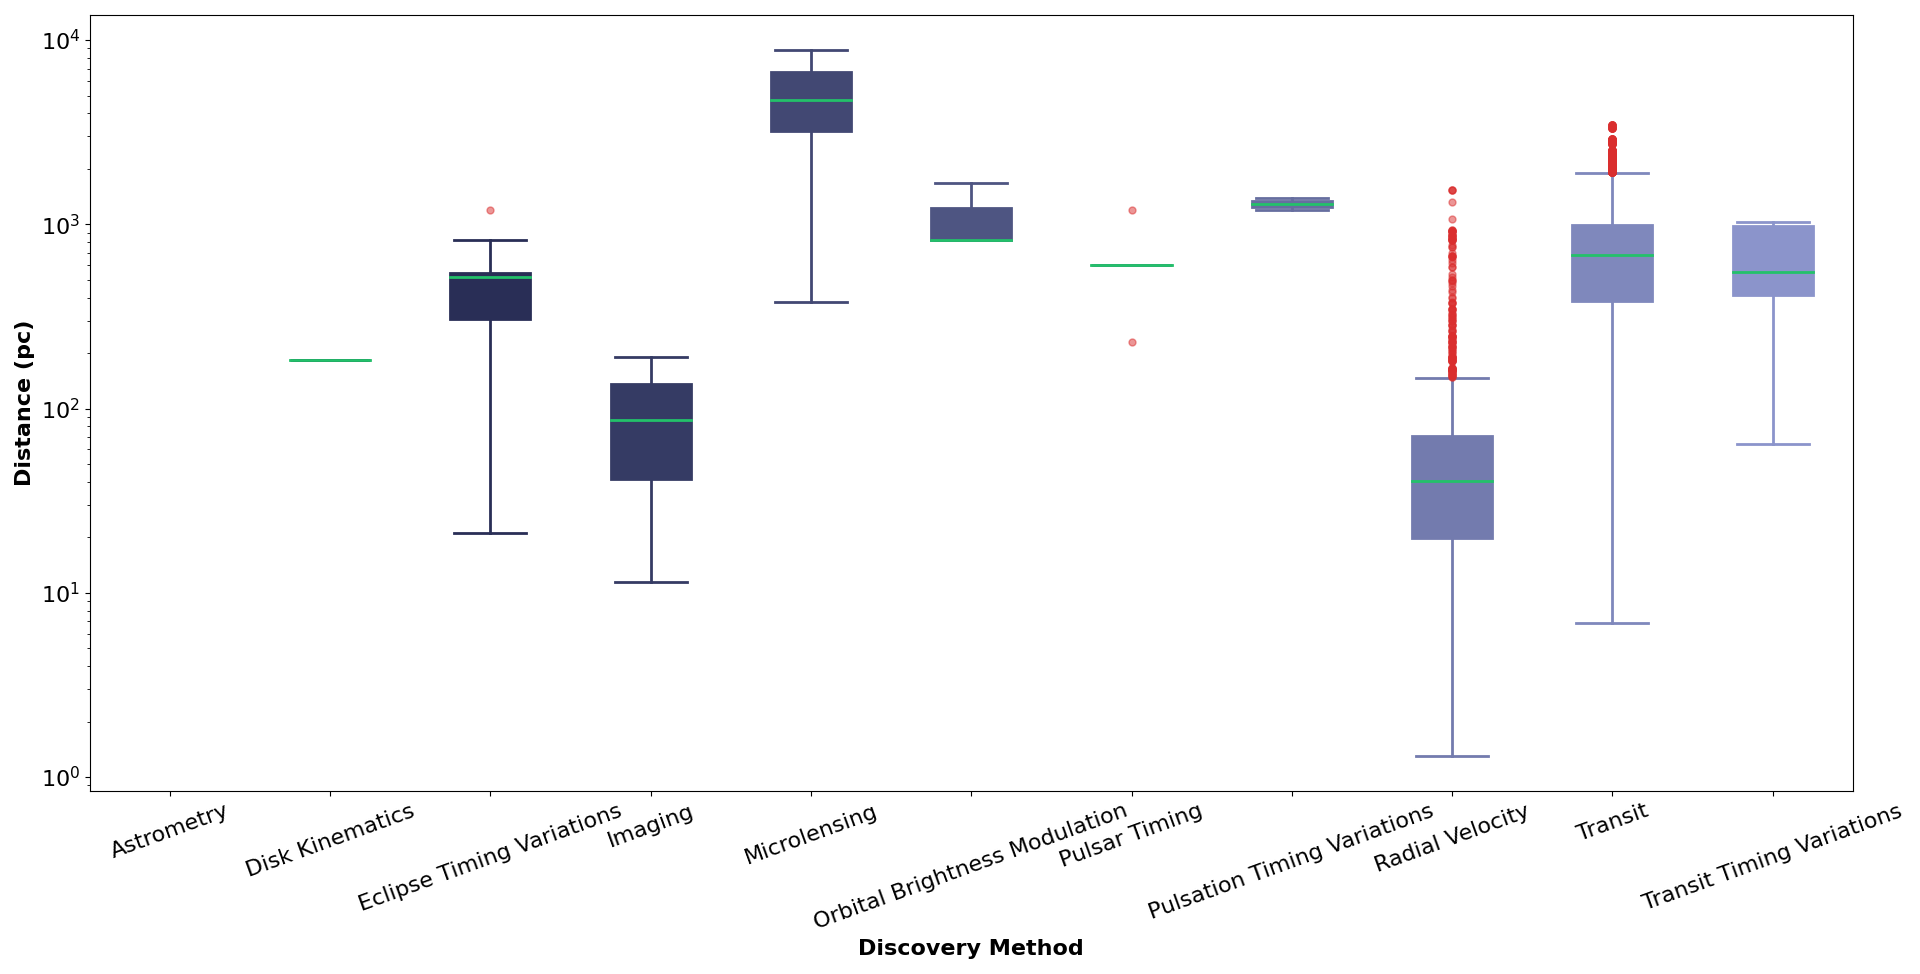 Distance (pc)
10^4
10^3
10^2
10^1
10^0
Astrometry
Disk Kinematics
Eclipse Timing Variations
Imaging
Microlensing
Orbital Brightness Modulation
Pulsar Timing
Pulsation Timing Variations
Radial Velocity
Transit
Transit Timing Variations
Discovery Method